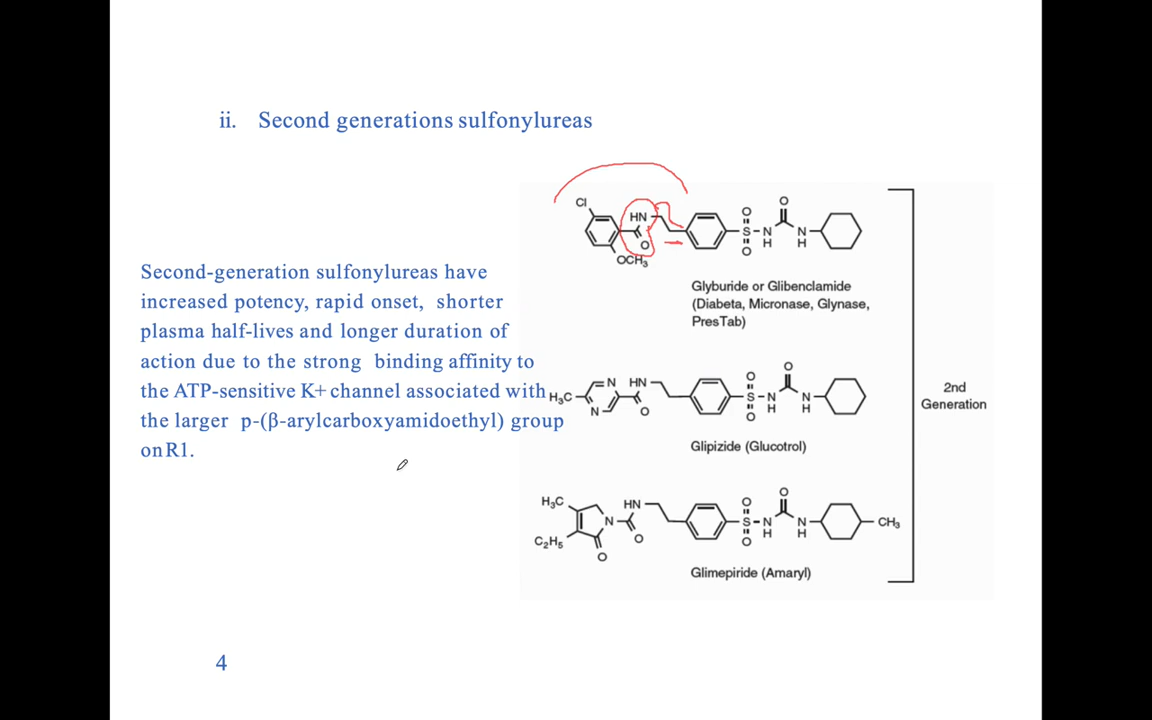 ii. Second generations sulfonylureas
Second-generation sulfonylureas have
increased potency, rapid onset, shorter
plasma half-lives and longer duration of
action due to the strong binding affinity to
the ATP-sensitive K+ channel associated with
the larger p-(β-arylcarboxyamidoethyl) group
on R1.
Cl
HN
O
OCH3
O
S
O
N
H
O
N
H
Glyburide or Glibenclamide
(Diabeta, Micronase, Glynase,
PresTab)
H3C
N
N
HN
O
O
S
O
N
H
O
N
H
Glipizide (Glucotrol)
2nd
Generation
H3C
C2H5
N
O
HN
O
O
S
O
N
H
O
N
H
CH3
Glimepiride (Amaryl)
4